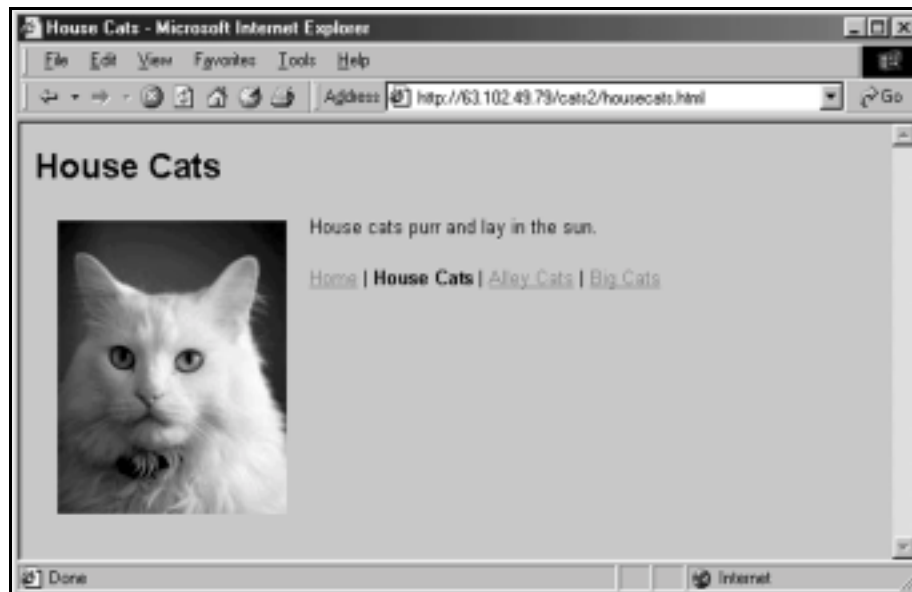 House Cats - Microsoft Internet Explorer
File Edit View Favorites Tools Help
Address http://63.102.49.79/cats2/housecats.html Go
House Cats
House cats purr and lay in the sun.
Home | House Cats | Alley Cats | Big Cats
Done Internet